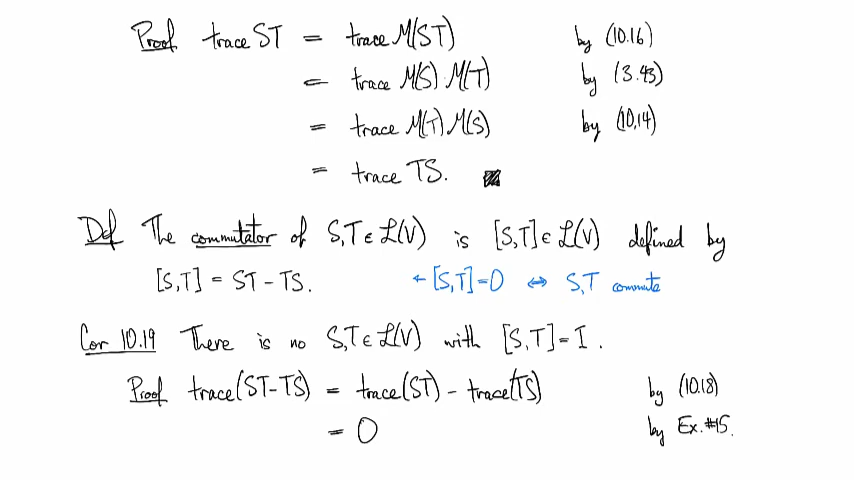 Proof trace ST = trace M(ST) by (10.16)
= trace M(S) M(T) by (3.43)
= trace M(T) M(S) by (10.14)
= trace TS.
Def The commutator of S,T ∈ ℒ(V) is [S,T] ∈ ℒ(V) defined by
[S,T] = ST - TS. ← [S,T]=0 ⇔ S,T commute
Cor 10.19 There is no S,T ∈ ℒ(V) with [S,T] = I.
Proof trace(ST-TS) = trace(ST) - trace(TS) by (10.18)
= 0 by Ex.#15.